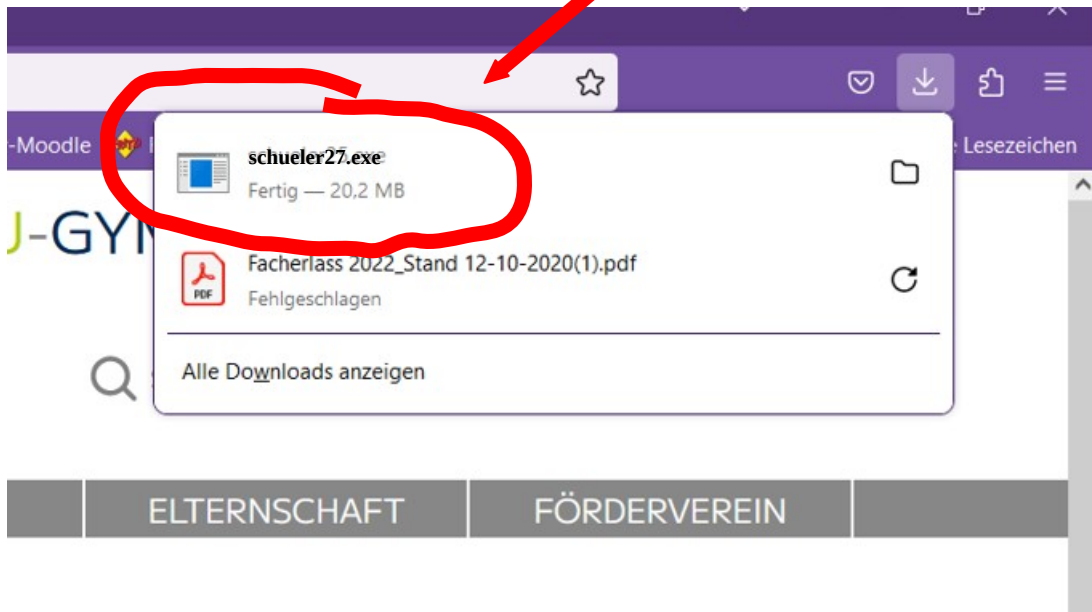 -Moodle
Lesezeichen
schueler27.exe
Fertig — 20,2 MB
J-GYM
Facherlass 2022_Stand 12-10-2020(1).pdf
PDF
Fehlgeschlagen
Alle Downloads anzeigen
ELTERNSCHAFT
FÖRDERVEREIN